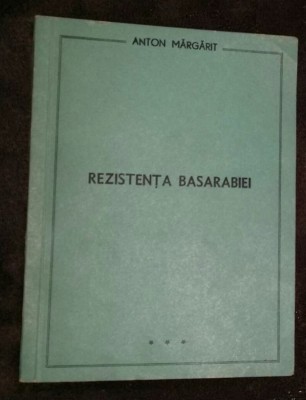 ANTON MĂRGĂRIT
REZISTENȚA BASARABIEI
* * *